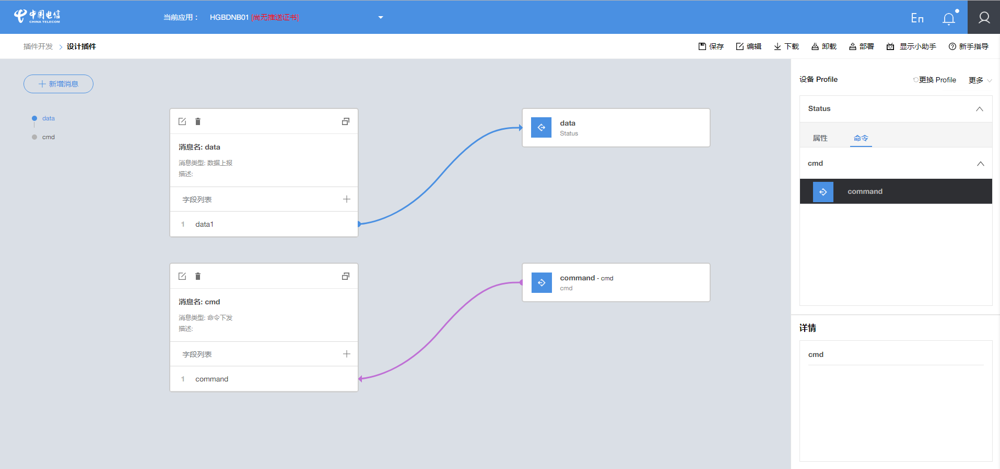 中国电信
CHINA TELECOM
当前应用： HGBDNB01 [尚无推送证书]
En
插件开发 设计插件
保存 编辑 下载 卸载 部署 显示小助手 新手指导
新增消息
data
cmd
消息名: data
消息类型: 数据上报
描述:
字段列表
1 data1
data
Status
消息名: cmd
消息类型: 命令下发
描述:
字段列表
1 command
command - cmd
cmd
设备 Profile 更换 Profile 更多
Status
属性 命令
cmd
command
详情
cmd